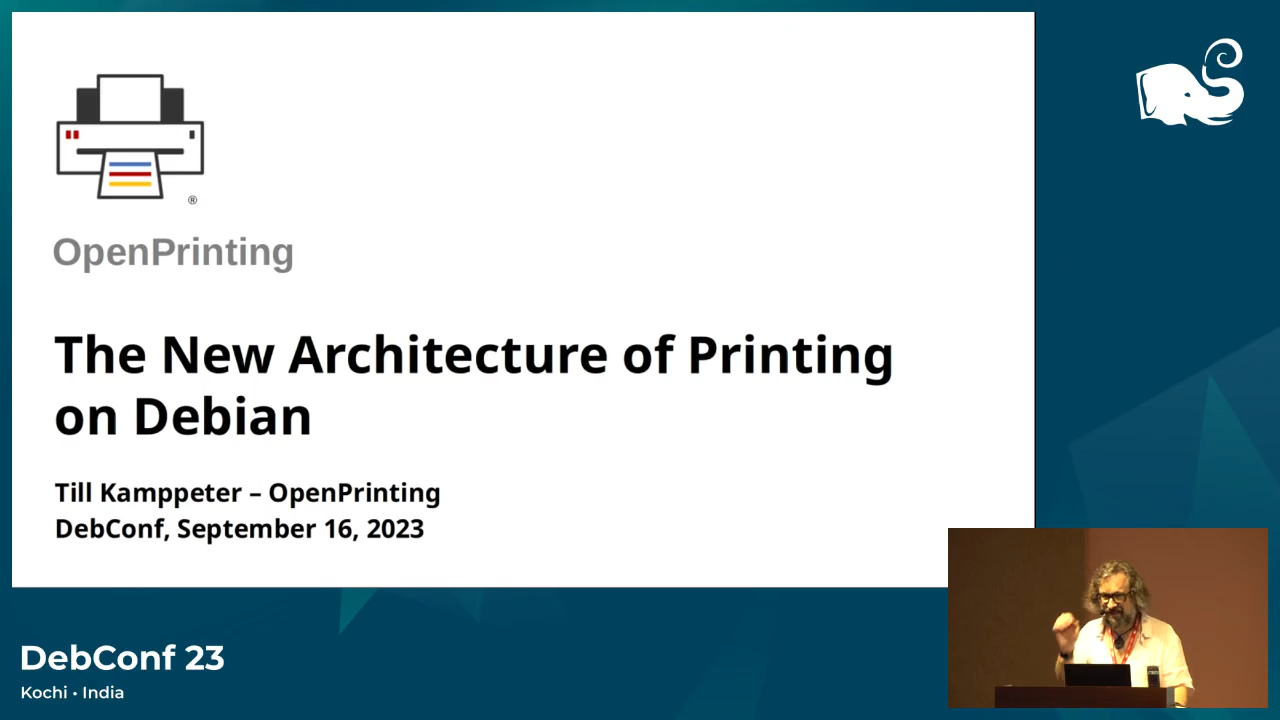 ®
OpenPrinting
The New Architecture of Printing
on Debian
Till Kamppeter – OpenPrinting
DebConf, September 16, 2023
DebConf 23
Kochi • India